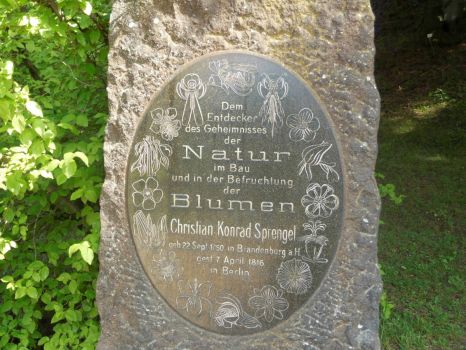 Dem
Entdecker
des Geheimnisses
der
Natur
im Bau
und in der Befruchtung
der
Blumen
Christian Konrad Sprengel
geb 22 Sept. 1750 in Brandenburg a H.
gest 7 April 1816
in Berlin